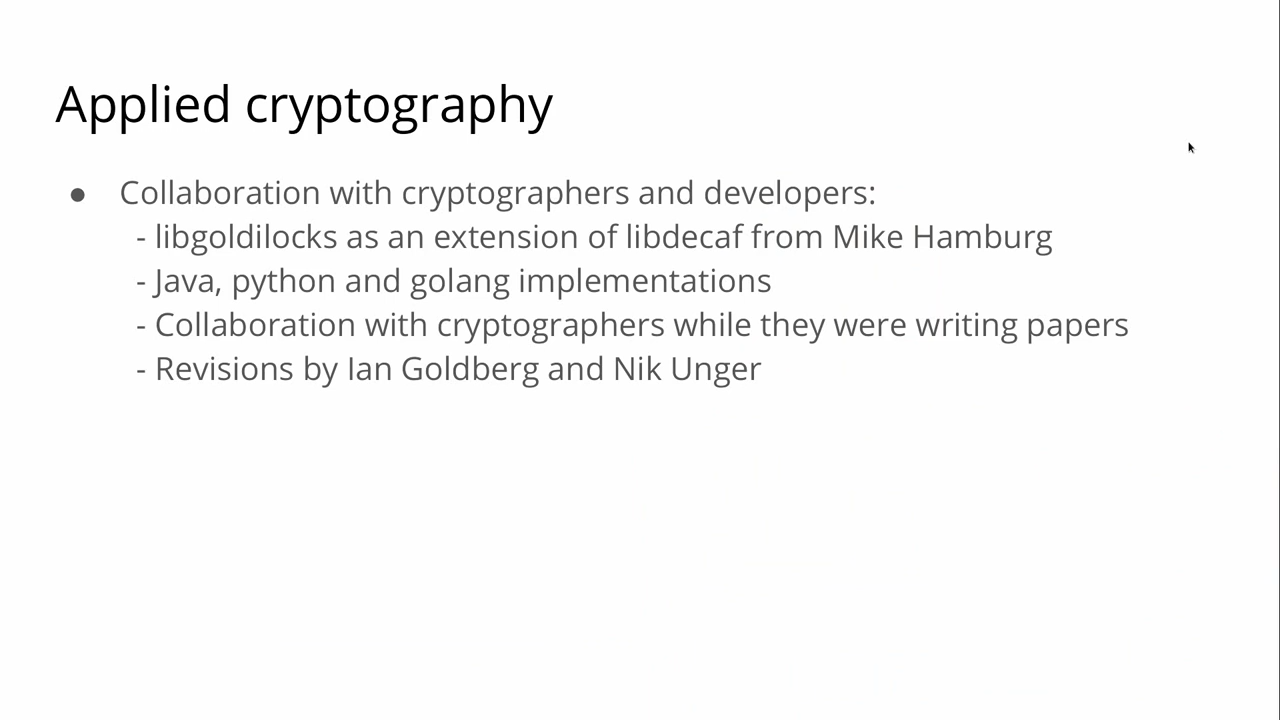 Applied cryptography
● Collaboration with cryptographers and developers:
- libgoldilocks as an extension of libdecaf from Mike Hamburg
- Java, python and golang implementations
- Collaboration with cryptographers while they were writing papers
- Revisions by Ian Goldberg and Nik Unger